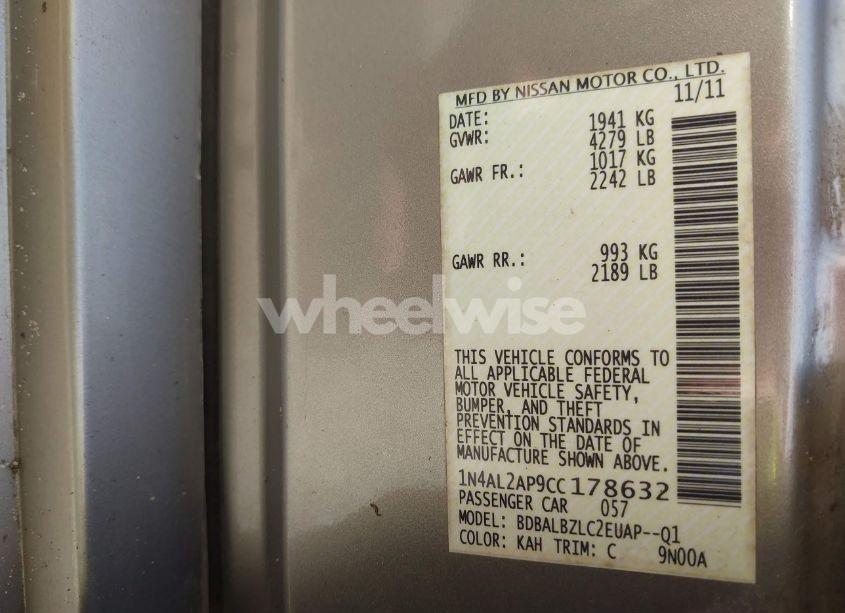 MFD BY NISSAN MOTOR CO., LTD.
DATE: 11/11
GVWR: 1941 KG
4279 LB
GAWR FR.: 1017 KG
2242 LB
GAWR RR.: 993 KG
2189 LB
wheelwise
THIS VEHICLE CONFORMS TO
ALL APPLICABLE FEDERAL
MOTOR VEHICLE SAFETY,
BUMPER, AND THEFT
PREVENTION STANDARDS IN
EFFECT ON THE DATE OF
MANUFACTURE SHOWN ABOVE.
1N4AL2AP9CC178632
PASSENGER CAR 057
MODEL: BDBALBZLC2EUAP--Q1
COLOR: KAH TRIM: C 9N00A